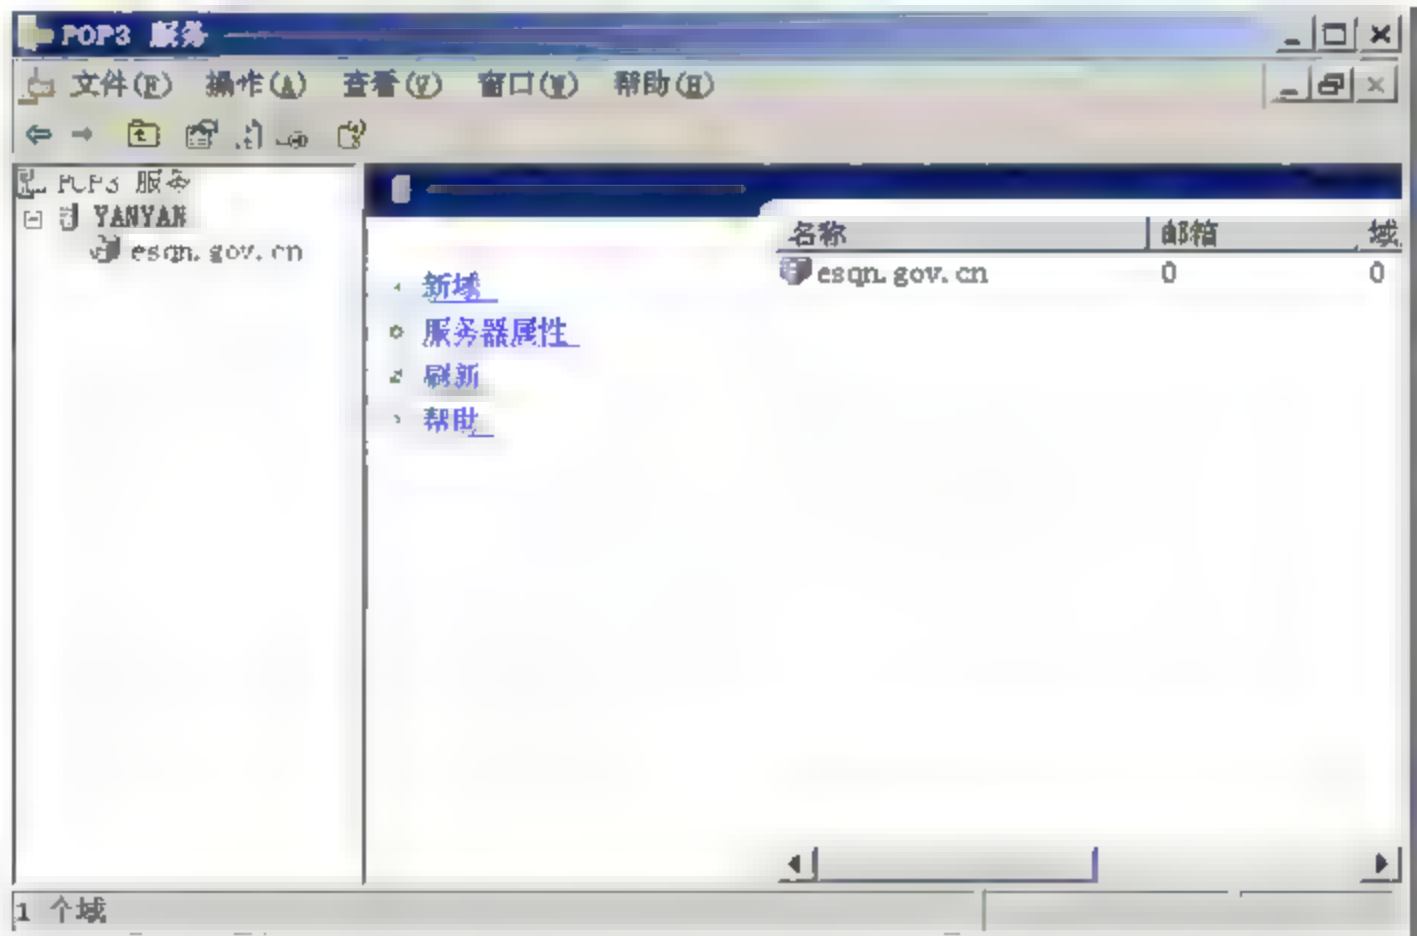 POP3 服务
文件(F) 操作(A) 查看(V) 窗口(W) 帮助(H)
POP3 服务
YANYAN
esqn.gov.cn
新域
服务器属性
刷新
帮助
名称 邮箱 域
esqn.gov.cn 0 0
1 个域